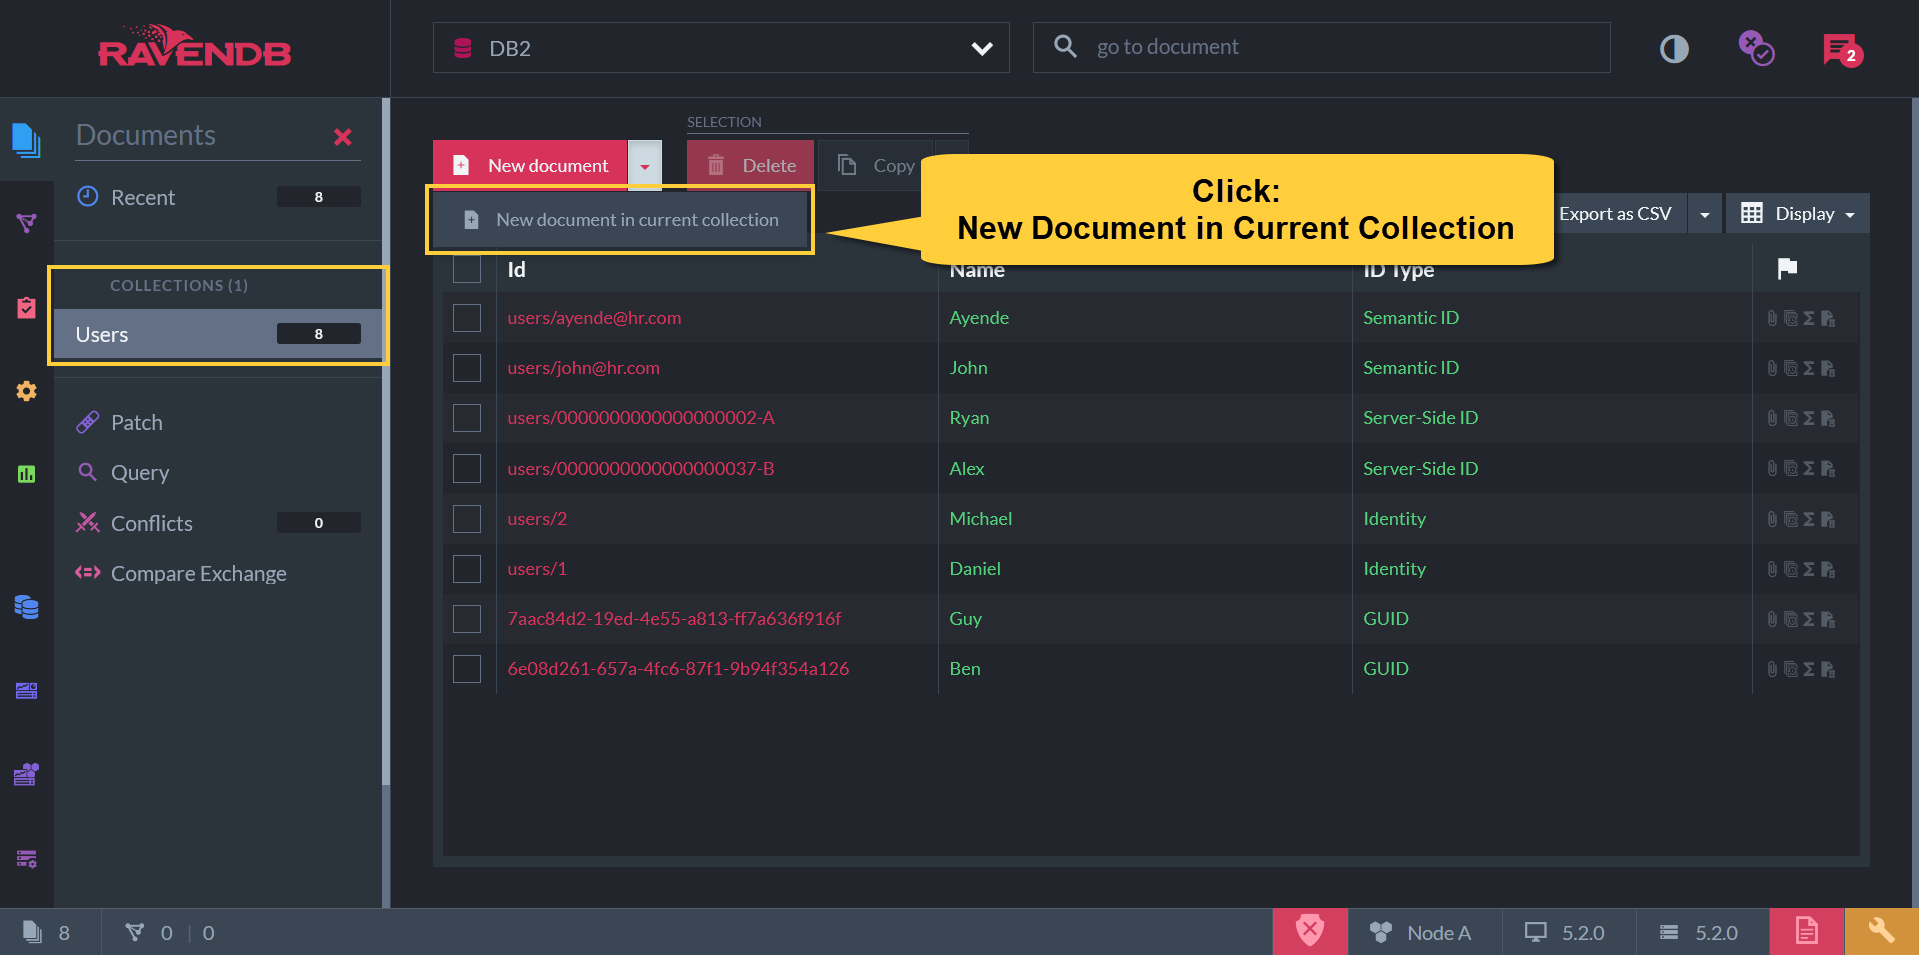 RAVENDB
DB2
go to document
2
Documents
Recent 8
COLLECTIONS (1)
Users 8
Patch
Query
Conflicts 0
Compare Exchange
SELECTION
New document
Delete
Copy
New document in current collection
Click:
New Document in Current Collection
Export as CSV
Display
Id Name ID Type
users/ayende@hr.com Ayende Semantic ID
users/john@hr.com John Semantic ID
users/0000000000000000002-A Ryan Server-Side ID
users/0000000000000000037-B Alex Server-Side ID
users/2 Michael Identity
users/1 Daniel Identity
7aac84d2-19ed-4e55-a813-ff7a636f916f Guy GUID
6e08d261-657a-4fc6-87f1-9b94f354a126 Ben GUID
8 0 | 0 Node A 5.2.0 5.2.0